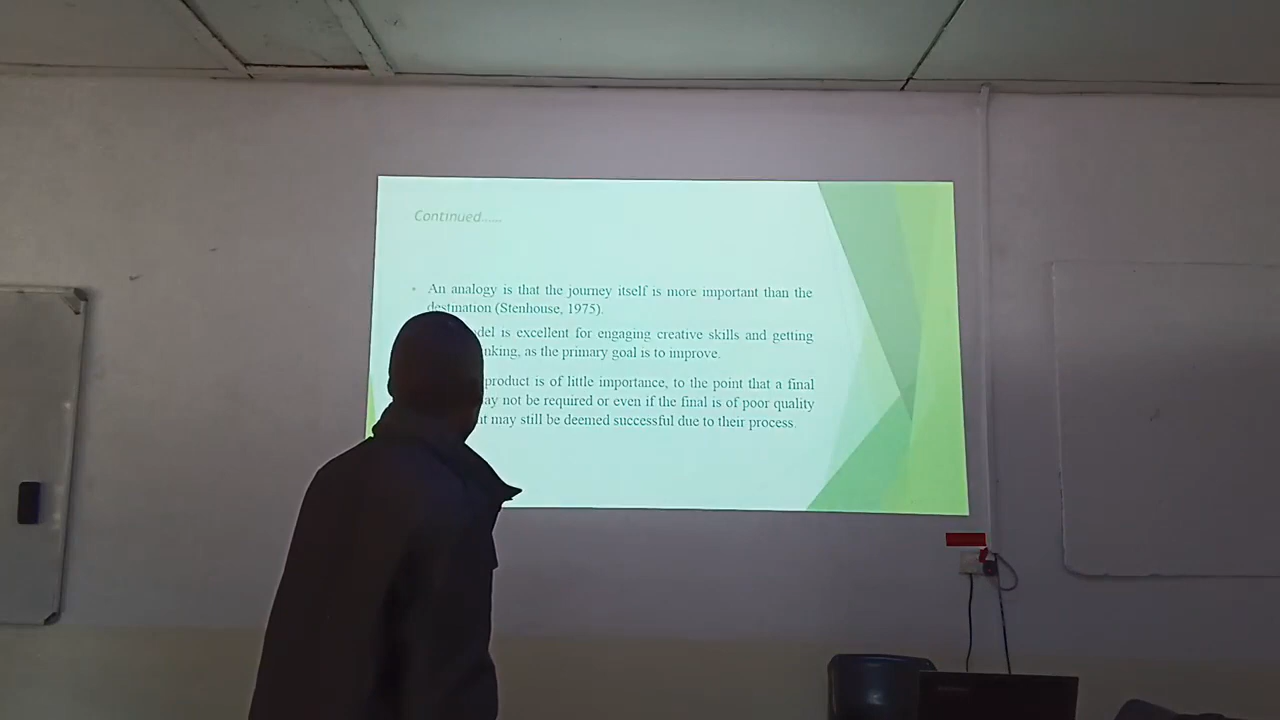 Continued......
An analogy is that the journey itself is more important than the
destination (Stenhouse, 1975).
is excellent for engaging creative skills and getting
as the primary goal is to improve.
product is of little importance, to the point that a final
not be required or even if the final is of poor quality
may still be deemed successful due to their process.